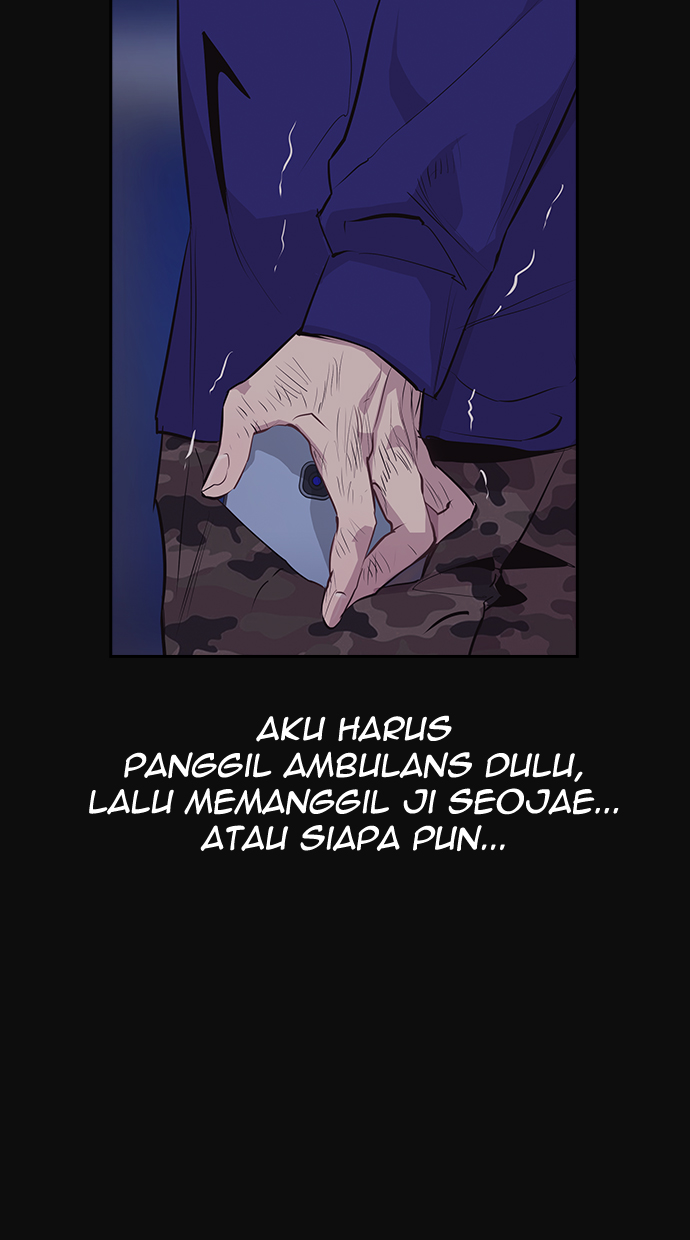 AKU HARUS
PANGGIL AMBULANS DULU,
LALU MEMANGGIL JI SEOJAE...
ATAU SIAPA PUN...